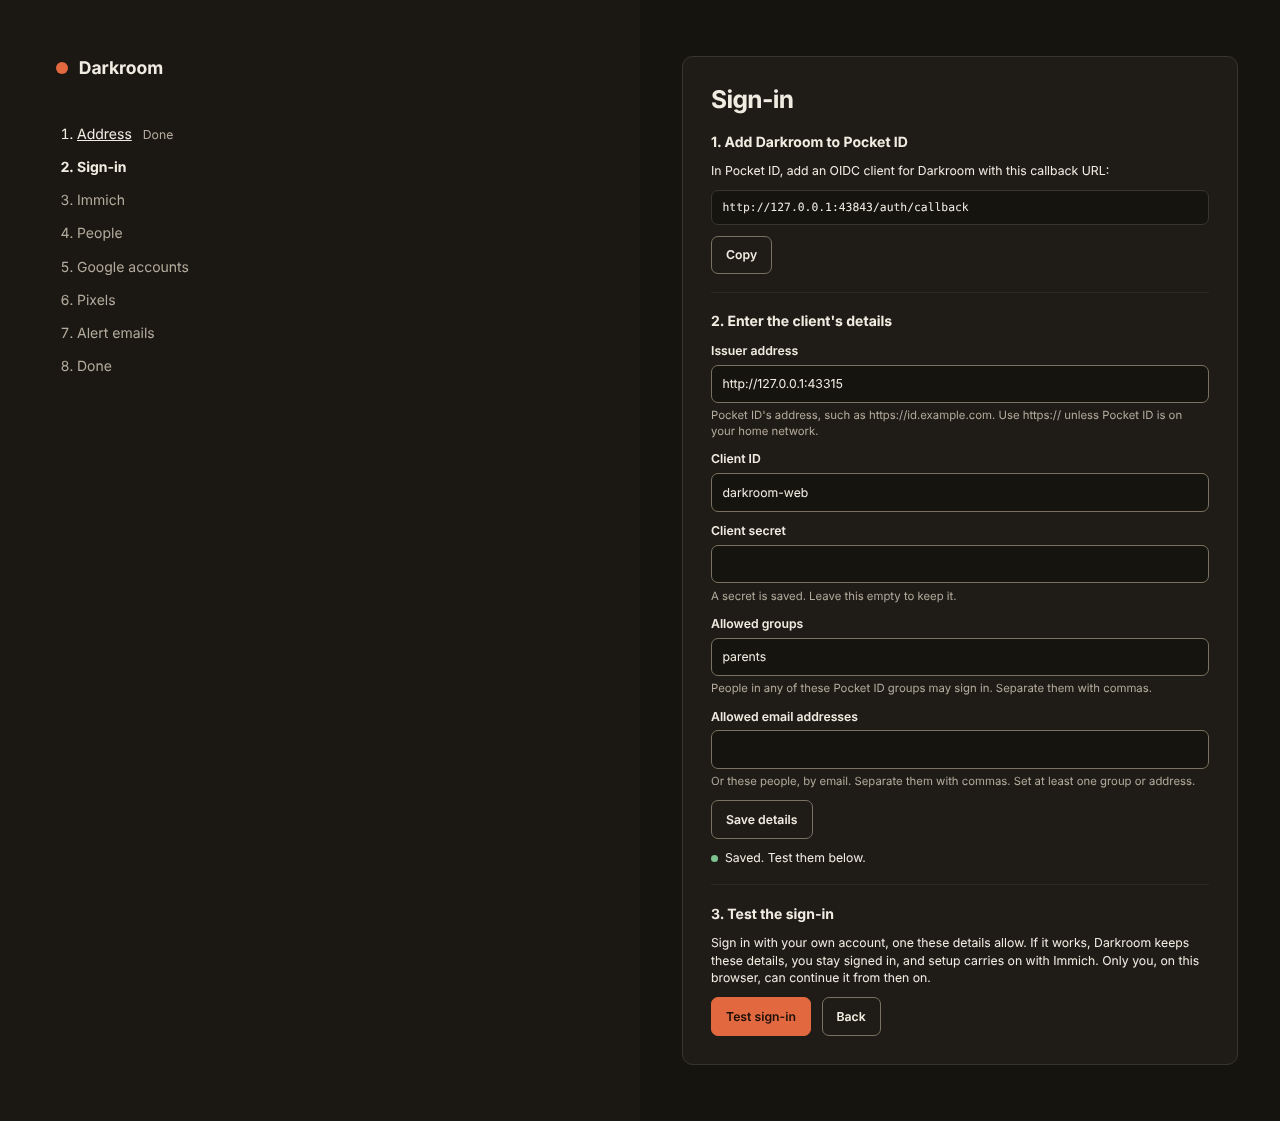 Darkroom
1. Address Done
2. Sign-in
3. Immich
4. People
5. Google accounts
6. Pixels
7. Alert emails
8. Done
Sign-in
1. Add Darkroom to Pocket ID
In Pocket ID, add an OIDC client for Darkroom with this callback URL:
http://127.0.0.1:43843/auth/callback
Copy
2. Enter the client's details
Issuer address
http://127.0.0.1:43315
Pocket ID's address, such as https://id.example.com. Use https:// unless Pocket ID is on
your home network.
Client ID
darkroom-web
Client secret
A secret is saved. Leave this empty to keep it.
Allowed groups
parents
People in any of these Pocket ID groups may sign in. Separate them with commas.
Allowed email addresses
Or these people, by email. Separate them with commas. Set at least one group or address.
Save details
Saved. Test them below.
3. Test the sign-in
Sign in with your own account, one these details allow. If it works, Darkroom keeps
these details, you stay signed in, and setup carries on with Immich. Only you, on this
browser, can continue it from then on.
Test sign-in
Back